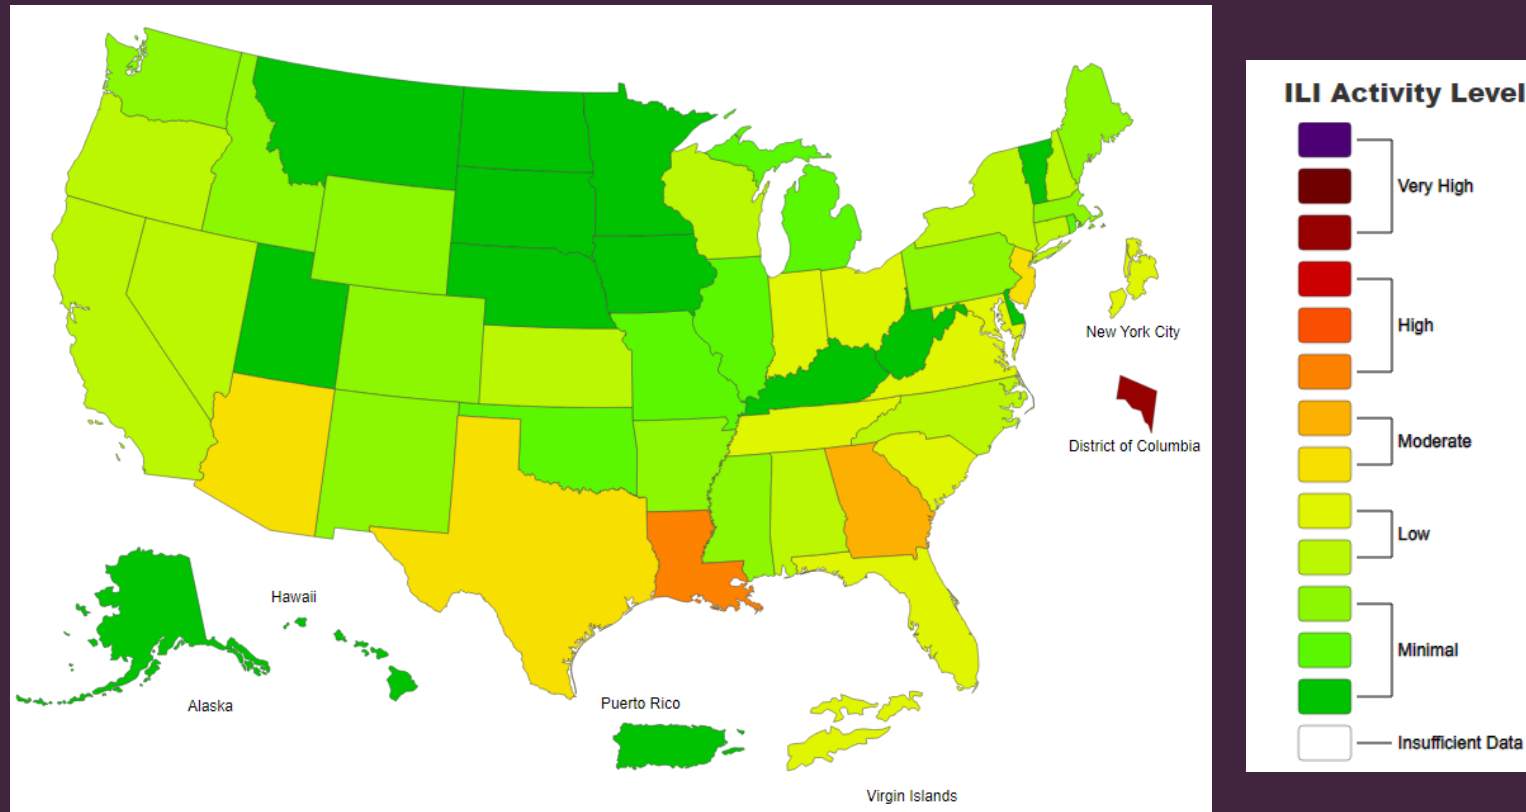 ILI Activity Level
Very High
High
Moderate
Low
Minimal
Insufficient Data
New York City
District of Columbia
Hawaii
Alaska
Puerto Rico
Virgin Islands